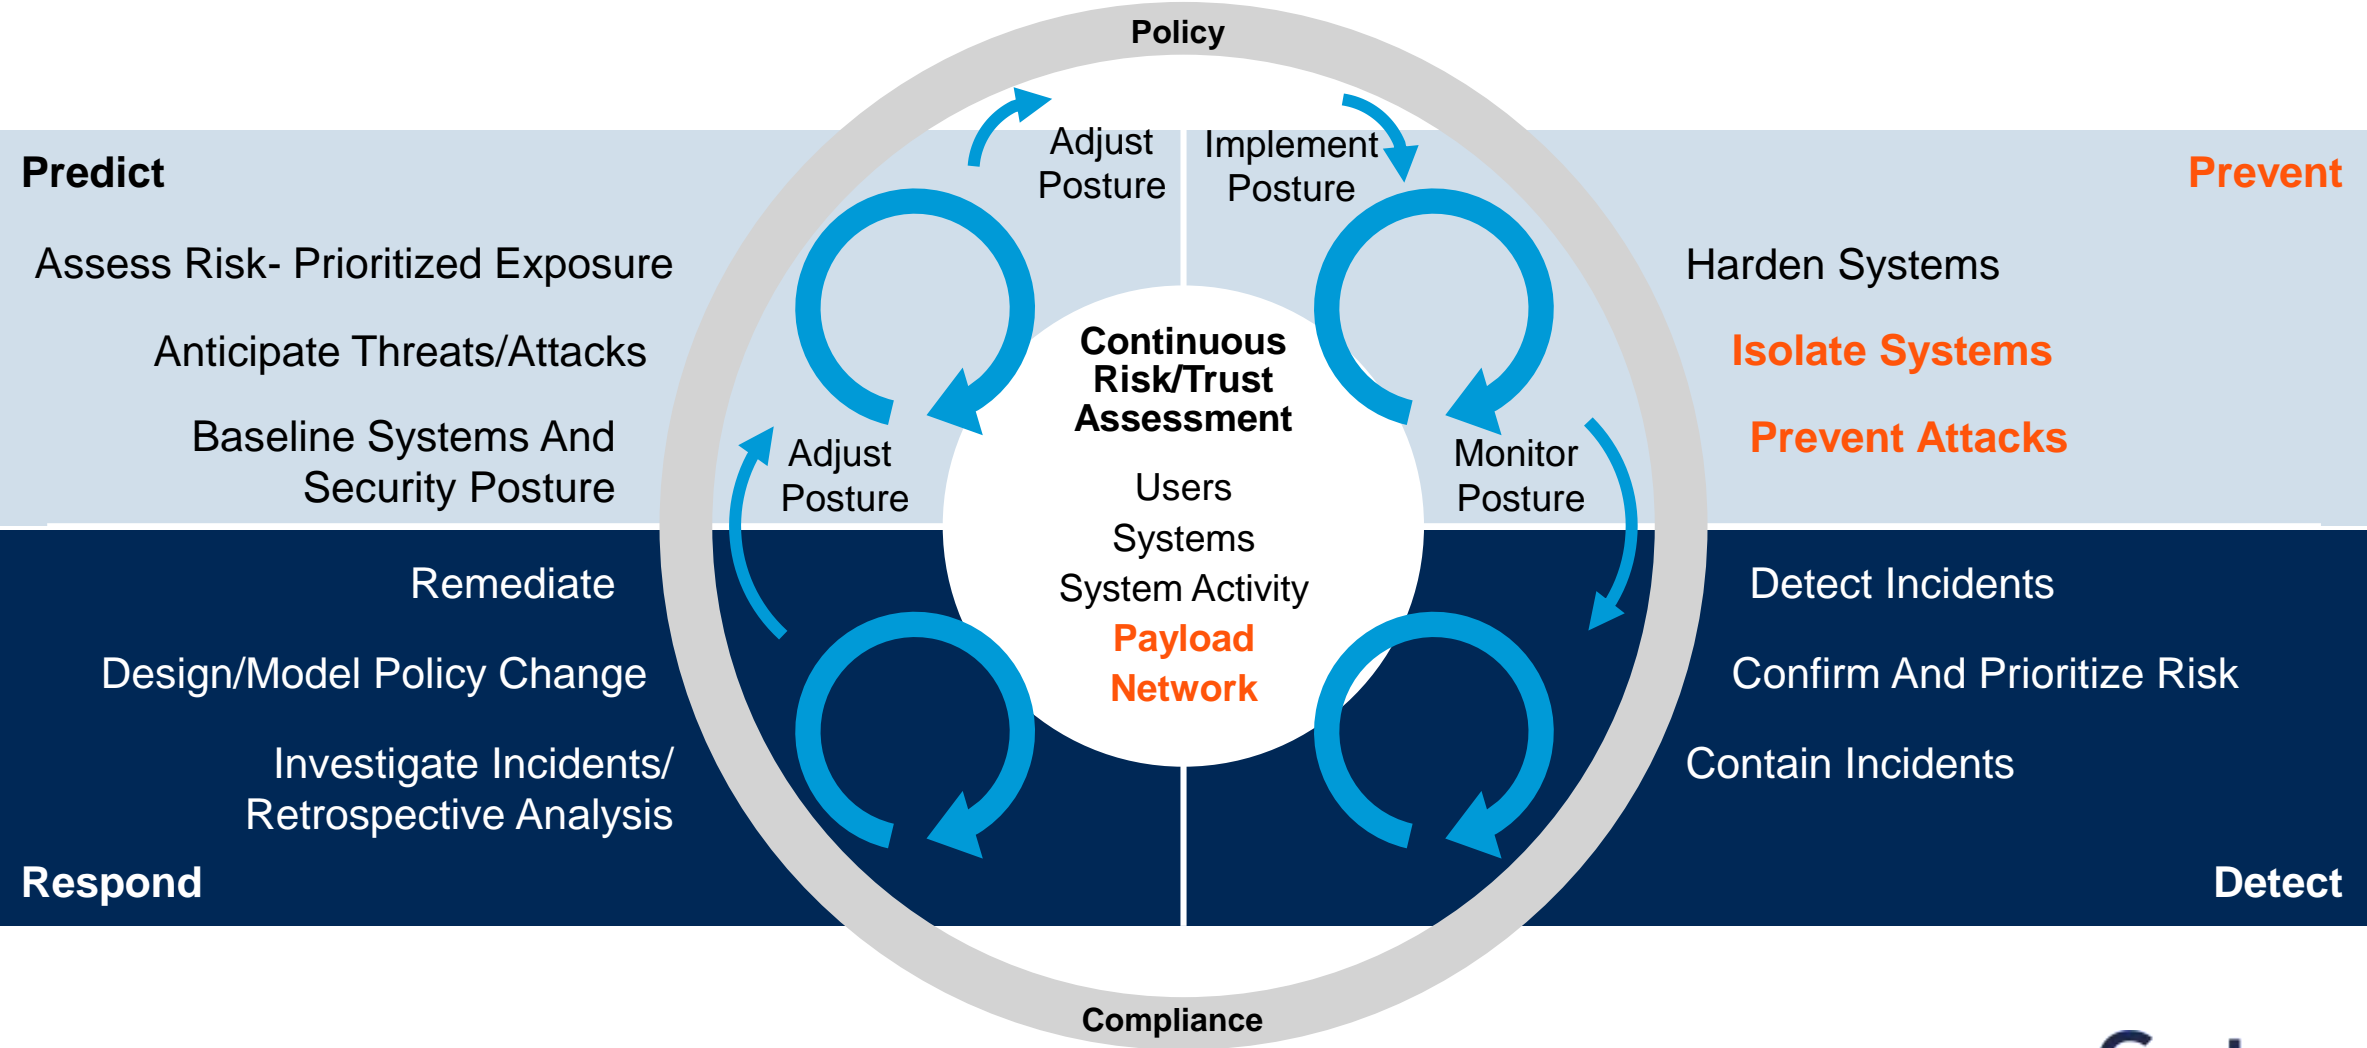 Policy
Adjust
Posture
Implement
Posture
Predict
Prevent
Assess Risk- Prioritized Exposure
Anticipate Threats/Attacks
Baseline Systems And
Security Posture
Harden Systems
Isolate Systems
Prevent Attacks
Continuous
Risk/Trust
Assessment
Users
Systems
System Activity
Payload
Network
Adjust
Posture
Monitor
Posture
Remediate
Design/Model Policy Change
Investigate Incidents/
Retrospective Analysis
Respond
Detect Incidents
Confirm And Prioritize Risk
Contain Incidents
Detect
Compliance